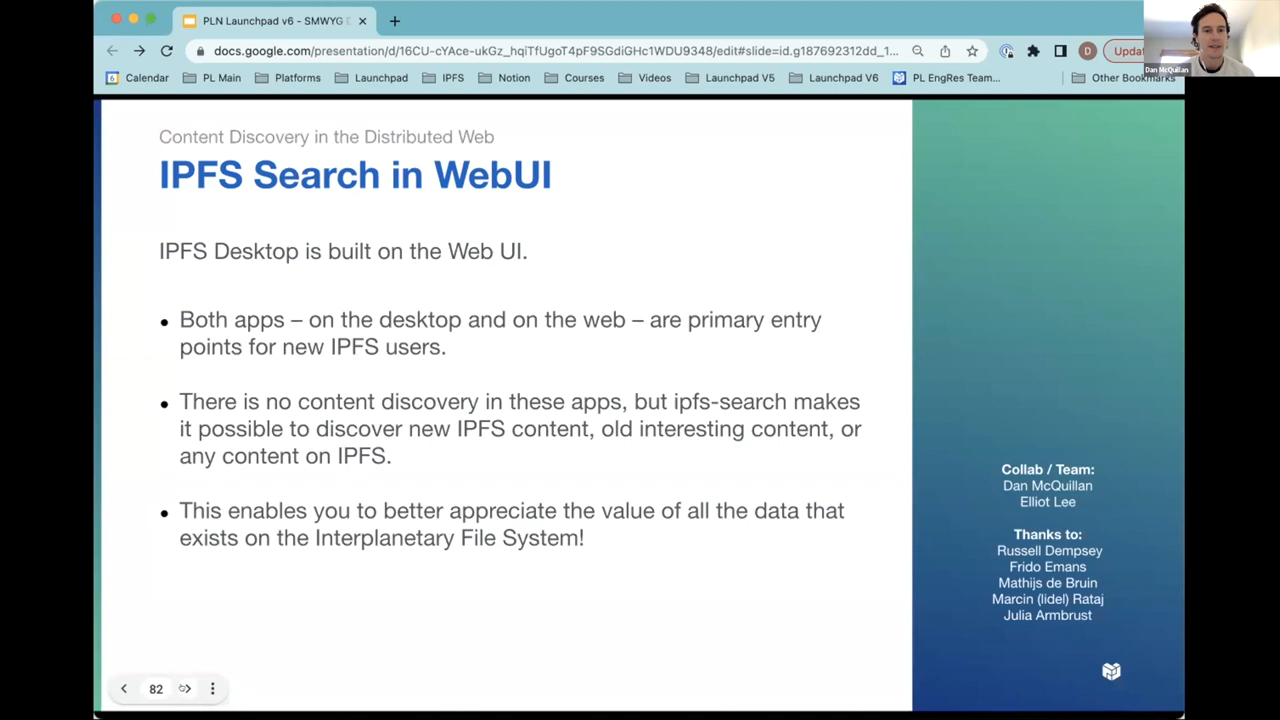 PLN Launchpad v6 - SMWYG
docs.google.com/presentation/d/16CU-cYAce-ukGz_hqiTfUgoT4pF9SGdiGHc1WDU9348/edit#slide=id.g187692312dd_1...
D
Dan McQuillan
Calendar
PL Main
Platforms
Launchpad
IPFS
Notion
Courses
Videos
Launchpad V5
Launchpad V6
PL EngRes Team...
Other Bookmarks
Content Discovery in the Distributed Web
IPFS Search in WebUI
IPFS Desktop is built on the Web UI.
• Both apps – on the desktop and on the web – are primary entry
points for new IPFS users.
• There is no content discovery in these apps, but ipfs-search makes
it possible to discover new IPFS content, old interesting content, or
any content on IPFS.
• This enables you to better appreciate the value of all the data that
exists on the Interplanetary File System!
Collab / Team:
Dan McQuillan
Elliot Lee
Thanks to:
Russell Dempsey
Frido Emans
Mathijs de Bruin
Marcin (lidel) Rataj
Julia Armbrust
82